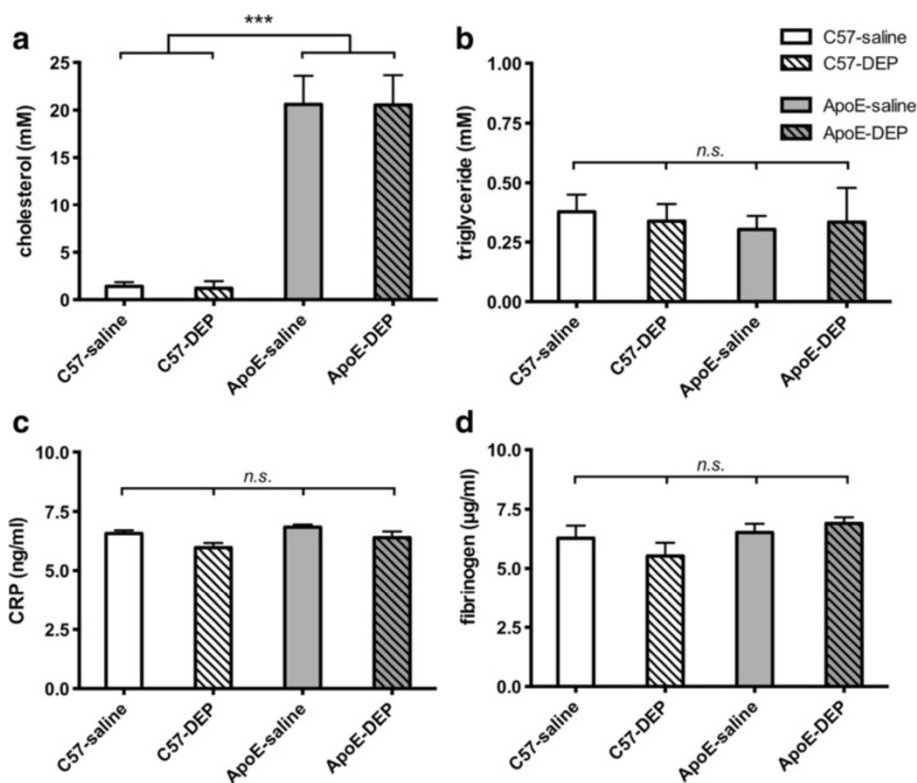 a
***
cholesterol (mM)
25
20
15
10
5
0
C57-saline
C57-DEP
ApoE-saline
ApoE-DEP
b
C57-saline
C57-DEP
ApoE-saline
ApoE-DEP
triglyceride (mM)
1.00
0.75
0.50
0.25
0.00
n.s.
C57-saline
C57-DEP
ApoE-saline
ApoE-DEP
c
CRP (ng/ml)
10.0
7.5
5.0
2.5
0.0
n.s.
C57-saline
C57-DEP
ApoE-saline
ApoE-DEP
d
fibrinogen (µg/ml)
10.0
7.5
5.0
2.5
0.0
n.s.
C57-saline
C57-DEP
ApoE-saline
ApoE-DEP